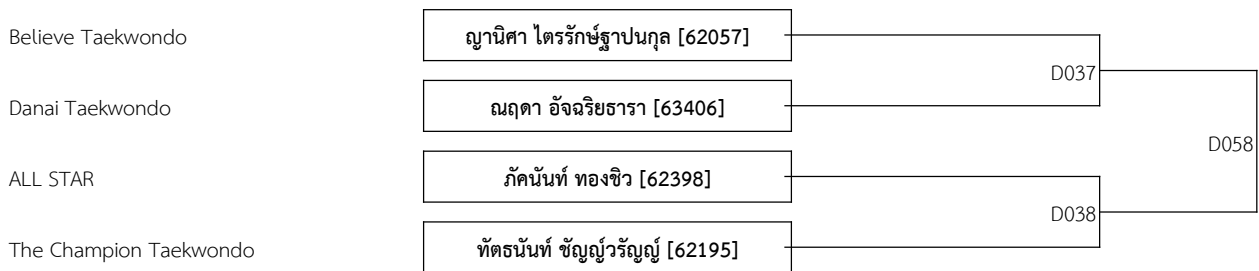 Believe Taekwondo ญานิศา ไตรรักษ์ฐาปนกุล [62057]
D037
Danai Taekwondo ณฤดา อัจฉริยธารา [63406]
D058
ALL STAR ภัคนันท์ ทองชิว [62398]
D038
The Champion Taekwondo ทัตธนันท์ ชัญญ์วรัญญ์ [62195]